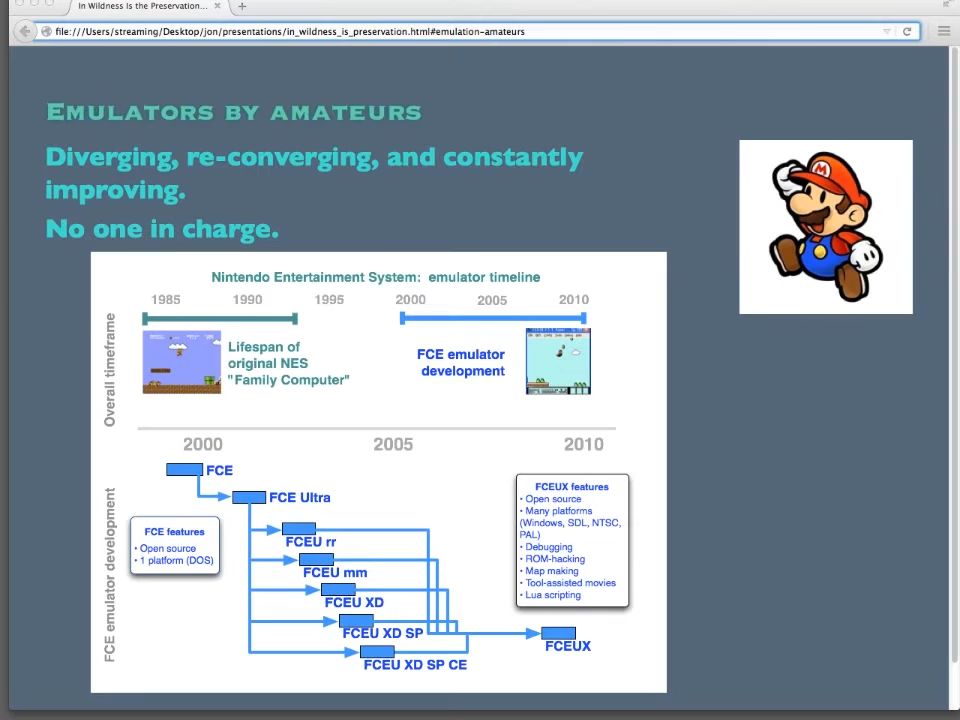 In Wildness Is the Preservation...
file:///Users/streaming/Desktop/jon/presentations/in_wildness_is_preservation.html#emulation-amateurs
Emulators by amateurs
Diverging, re-converging, and constantly
improving.
No one in charge.
Nintendo Entertainment System: emulator timeline
1985 1990 1995 2000 2005 2010
Overall timeframe
Lifespan of
original NES
"Family Computer"
FCE emulator
development
2000 2005 2010
FCE emulator development
FCE
FCE Ultra
FCEU rr
FCEU mm
FCEU XD
FCEU XD SP
FCEU XD SP CE
FCEUX
FCE features
• Open source
• 1 platform (DOS)
FCEUX features
• Open source
• Many platforms
(Windows, SDL, NTSC,
PAL)
• Debugging
• ROM-hacking
• Map making
• Tool-assisted movies
• Lua scripting
M